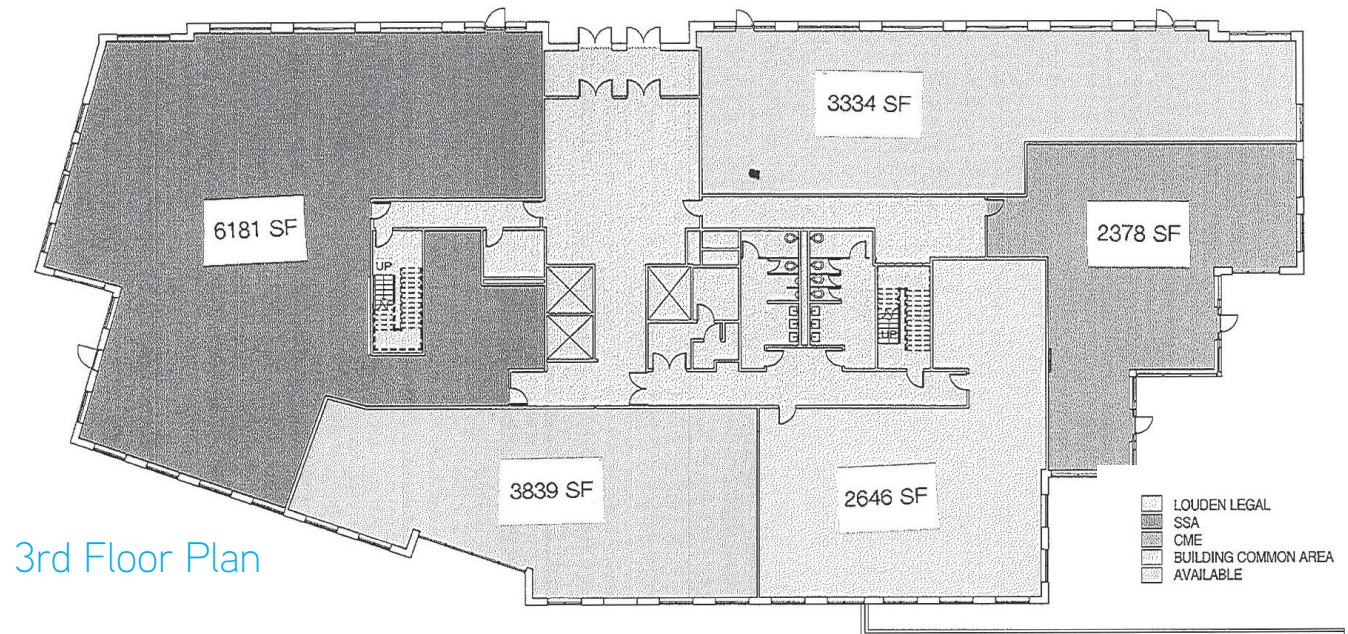 3334 SF
6181 SF
2378 SF
UP
UP
3839 SF
2646 SF
LOUDEN LEGAL
SSA
CME
BUILDING COMMON AREA
AVAILABLE
3rd Floor Plan